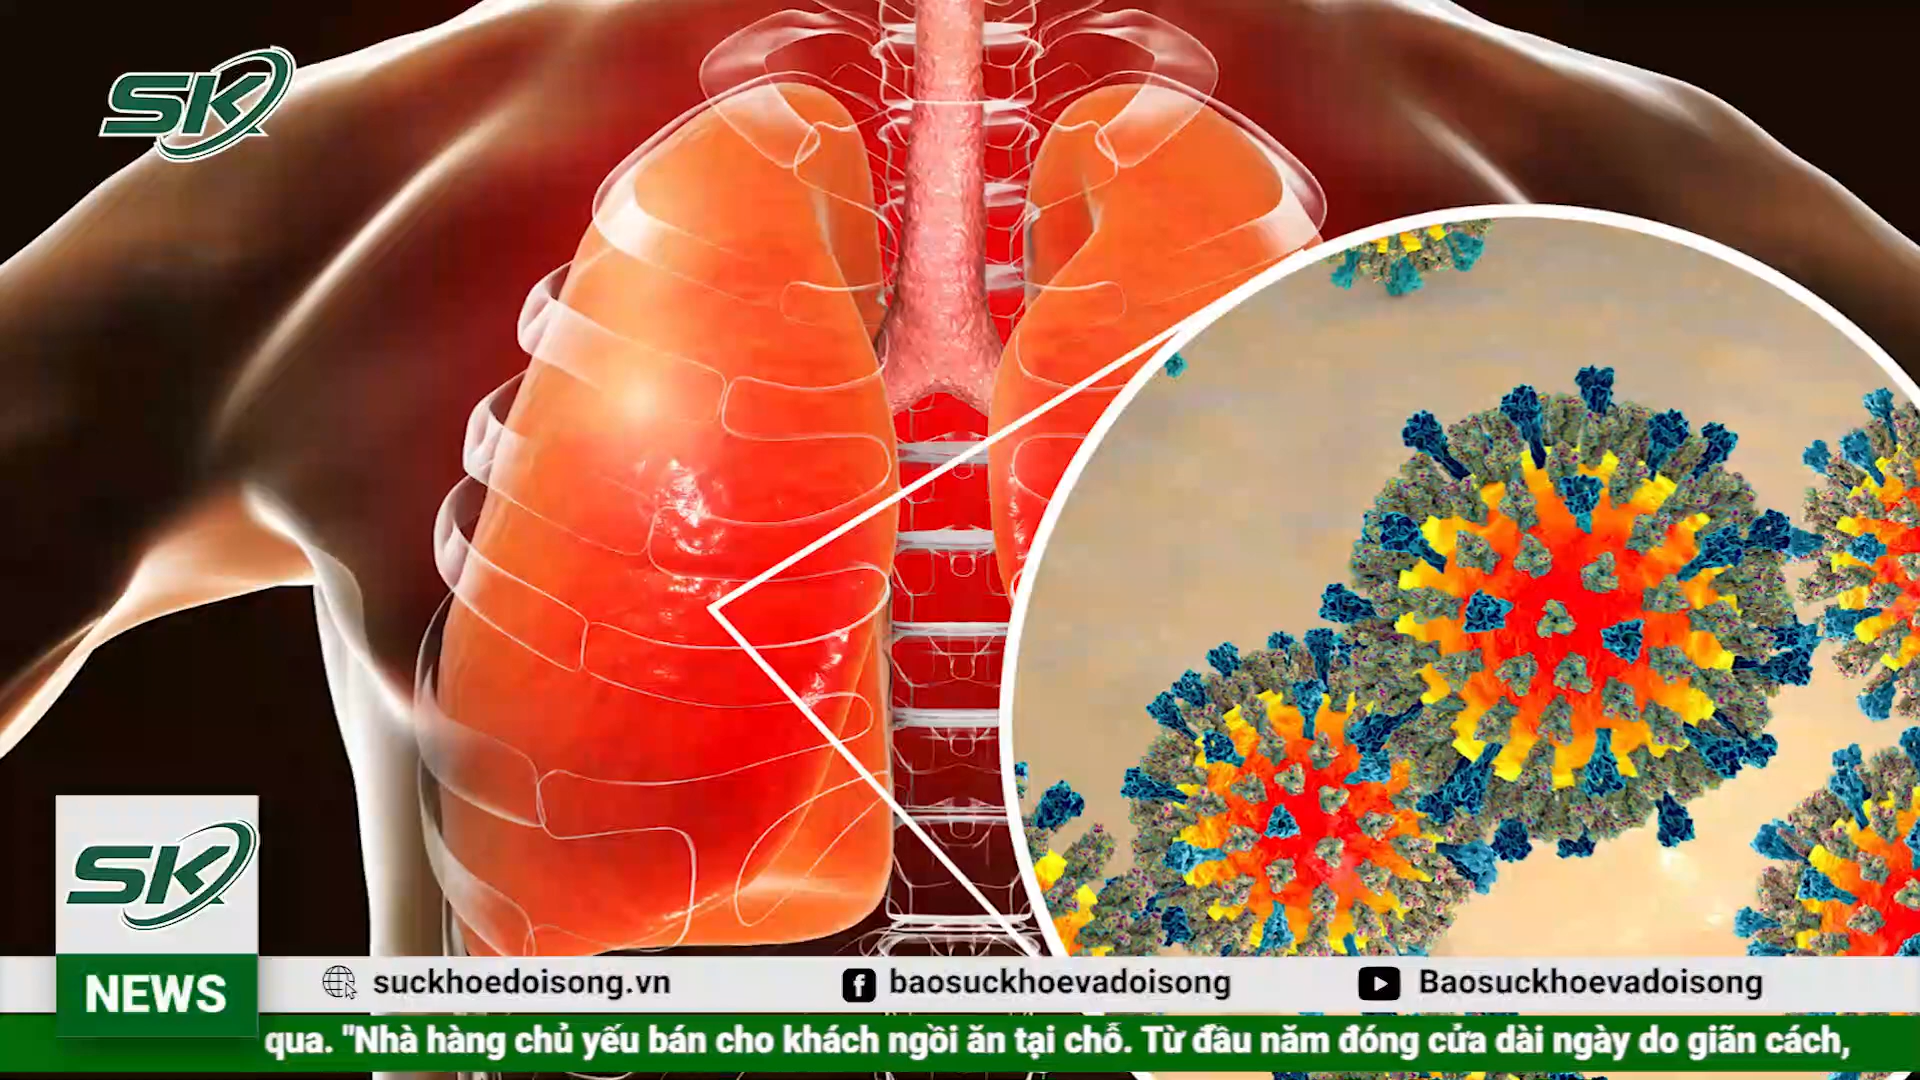 SK
SK
NEWS
suckhoedoisong.vn
baosuckhoevadoisong
Baosuckhoevadoisong
qua. "Nhà hàng chủ yếu bán cho khách ngồi ăn tại chỗ. Từ đầu năm đóng cửa dài ngày do giãn cách,